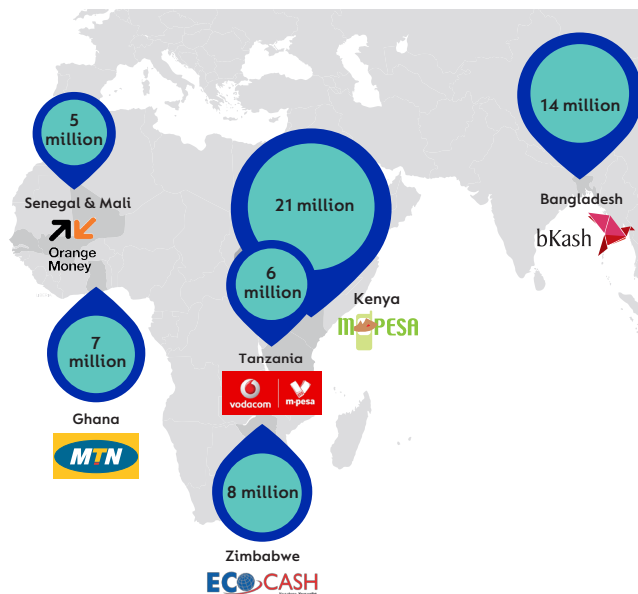 5
million
14 million
Senegal & Mali
Orange
Money
21 million
Bangladesh
bKash
6
million
Kenya
M PESA
7
million
Tanzania
vodacom
m-pesa
Ghana
MTN
8 million
Zimbabwe
ECOCASH